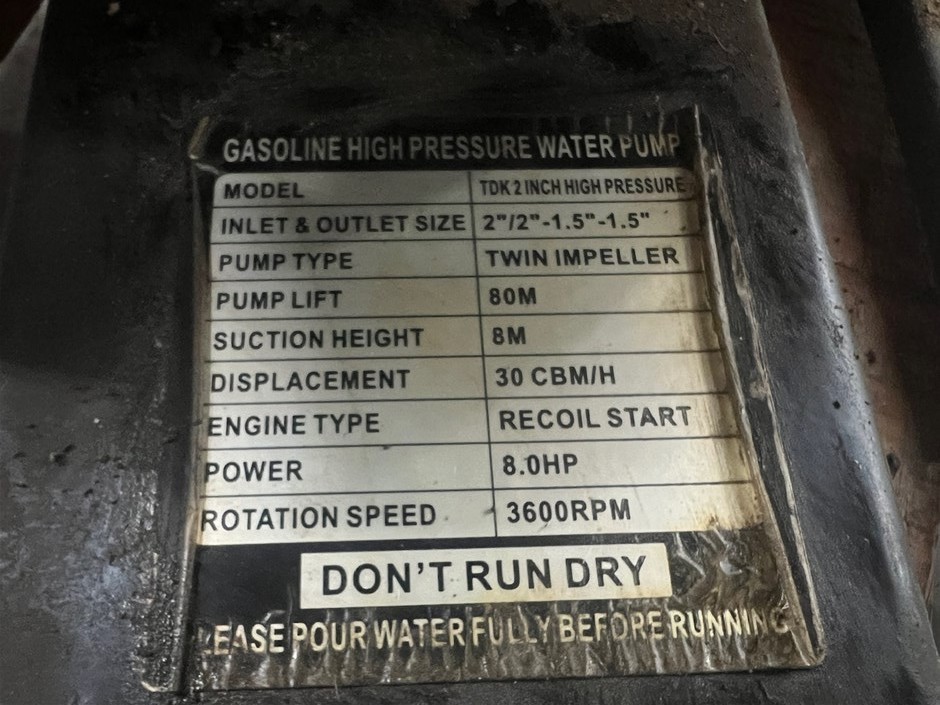 GASOLINE HIGH PRESSURE WATER PUMP
MODEL TDK 2 INCH HIGH PRESSURE
INLET & OUTLET SIZE 2"/2"-1.5"-1.5"
PUMP TYPE TWIN IMPELLER
PUMP LIFT 80M
SUCTION HEIGHT 8M
DISPLACEMENT 30 CBM/H
ENGINE TYPE RECOIL START
POWER 8.0HP
ROTATION SPEED 3600RPM
DON'T RUN DRY
LEASE POUR WATER FULLY BEFORE RUNNING